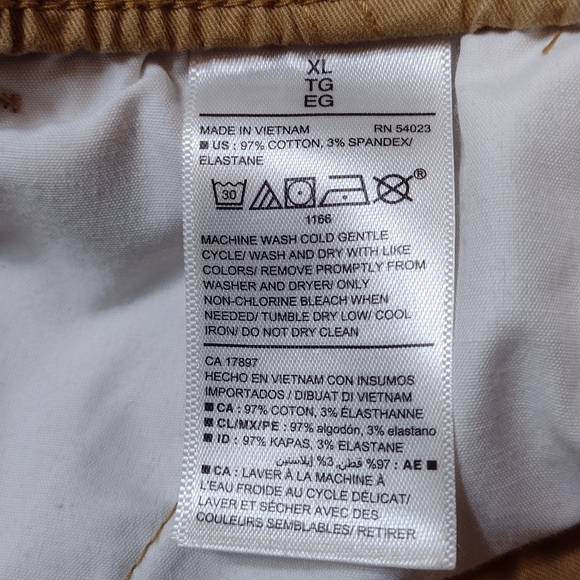 XL
TG
EG
MADE IN VIETNAM RN 54023
US : 97% COTTON, 3% SPANDEX/
ELASTANE
30
®
1166
MACHINE WASH COLD GENTLE
CYCLE/ WASH AND DRY WITH LIKE
COLORS/ REMOVE PROMPTLY FROM
WASHER AND DRYER/ ONLY
NON-CHLORINE BLEACH WHEN
NEEDED/ TUMBLE DRY LOW/ COOL
IRON/ DO NOT DRY CLEAN
CA 17897
HECHO EN VIETNAM CON INSUMOS
IMPORTADOS / DIBUAT DI VIETNAM
CA : 97% COTON, 3% ÉLASTHANNE
CL/MX/PE : 97% algodón, 3% elastano
ID : 97% KAPAS, 3% ELASTANE
AE : 97% قطن, 3% إيلاستين
CA : LAVER À LA MACHINE À
L'EAU FROIDE AU CYCLE DÉLICAT/
LAVER ET SÉCHER AVEC DES
COULEURS SEMBLABLES/ RETIRER